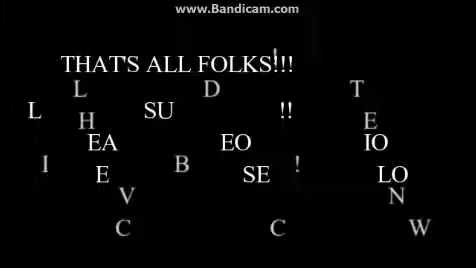 www.Bandicam.com
THAT'S ALL FOLKS!!!
L D T
L SU !!
H E
EA EO IO
I B !
E SE LO
V N
C C W